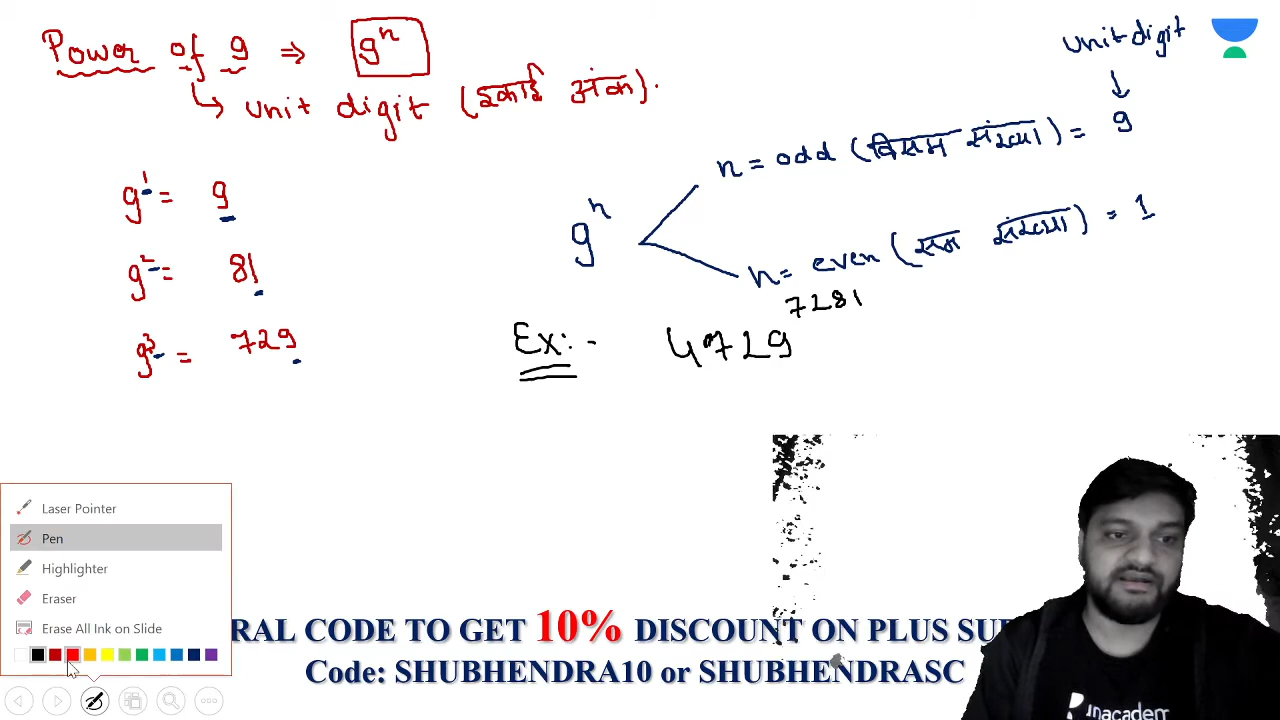 Power of 9 ⇒ 9ⁿ
↳ unit digit (इकाई अंक).
unit digit
↓
9¹ = 9
9² = 81
9³ = 729
9ⁿ
n = odd (विषम संख्या) = 9
n = even (सम संख्या) = 1
Ex:- 4729⁷²⁸¹
Laser Pointer
Pen
Highlighter
Eraser
Erase All Ink on Slide
RAL CODE TO GET 10% DISCOUNT ON PLUS SU
Code: SHUBHENDRA10 or SHUBHENDRASC
unacadem